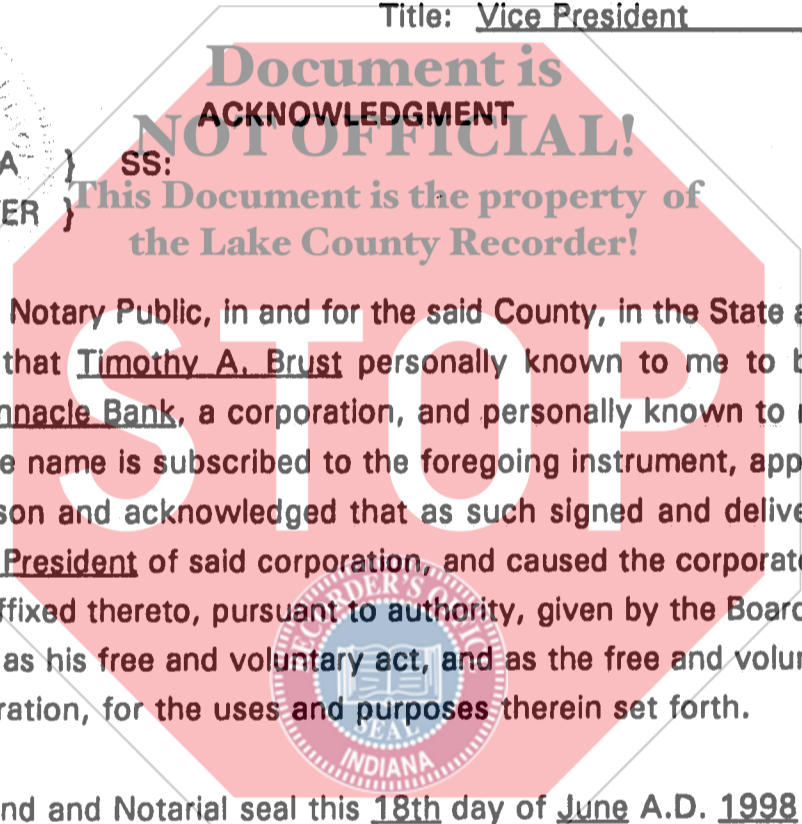 Title: Vice President
Document is
ACKNOWLEDGMENT
NOT OFFICIAL!
A } SS:
This Document is the property of
ER }
the Lake County Recorder!
Notary Public, in and for the said County, in the State a
that Timothy A. Brust personally known to me to b
nnacle Bank, a corporation, and personally known to
e name is subscribed to the foregoing instrument, app
son and acknowledged that as such signed and delive
President of said corporation, and caused the corporate
ffixed thereto, pursuant to authority, given by the Board
as his free and voluntary act, and as the free and volun
ration, for the uses and purposes therein set forth.
nd and Notarial seal this 18th day of June A.D. 1998
STOP
RECORDER'S OFFICE
SEAL
INDIANA